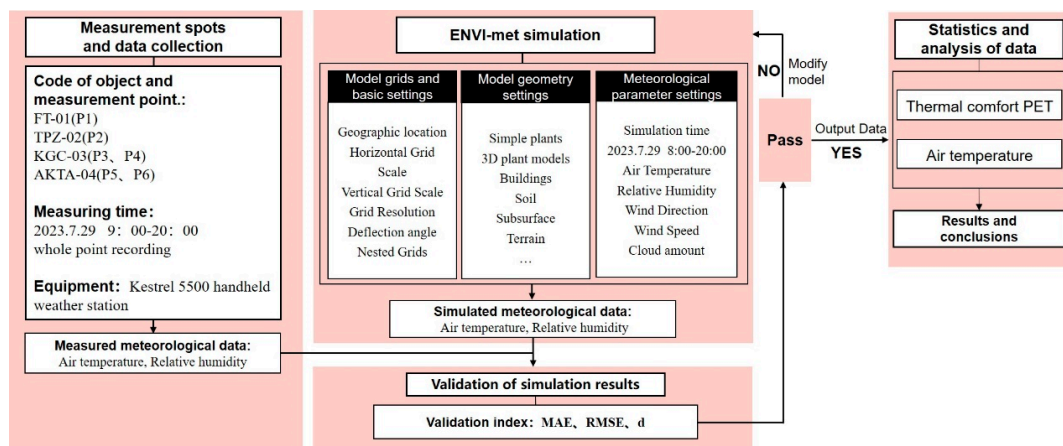 Measurement spots
and data collection
Code of object and
measurement point.:
FT-01(P1)
TPZ-02(P2)
KGC-03(P3、P4)
AKTA-04(P5、P6)
Measuring time:
2023.7.29 9：00-20：00
whole point recording
Equipment: Kestrel 5500 handheld
weather station
Measured meteorological data:
Air temperature, Relative humidity
ENVI-met simulation
Model grids and
basic settings
Geographic location
Horizontal Grid
Scale
Vertical Grid Scale
Grid Resolution
Deflection angle
Nested Grids
Model geometry
settings
Simple plants
3D plant models
Buildings
Soil
Subsurface
Terrain
…
Meteorological
parameter settings
Simulation time
2023.7.29 8:00-20:00
Air Temperature
Relative Humidity
Wind Direction
Wind Speed
Cloud amount
Simulated meteorological data:
Air temperature, Relative humidity
Validation of simulation results
Validation index: MAE、RMSE、d
NO
Modify
model
Pass
Output Data
YES
Statistics and
analysis of data
Thermal comfort PET
Air temperature
Results and
conclusions